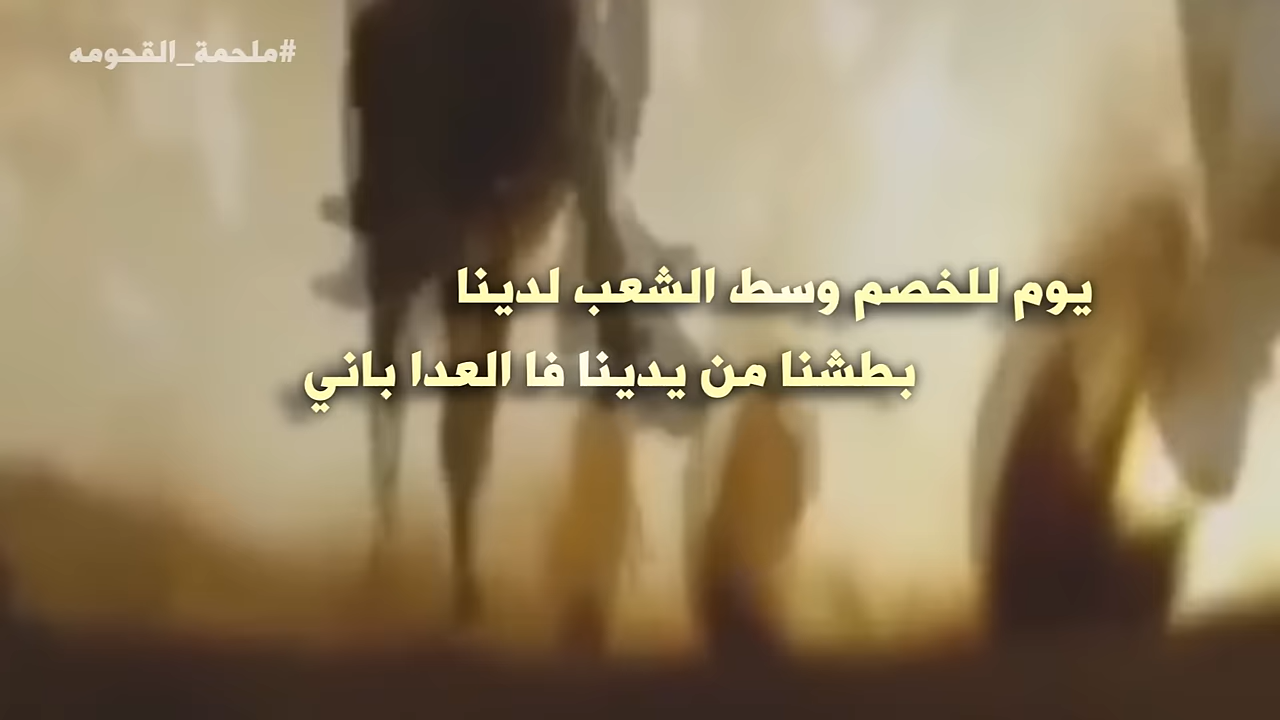 #ملحمة_القحومه
يوم للخصم وسط الشعب لدينا
بطشنا من يدينا فا العدا باني